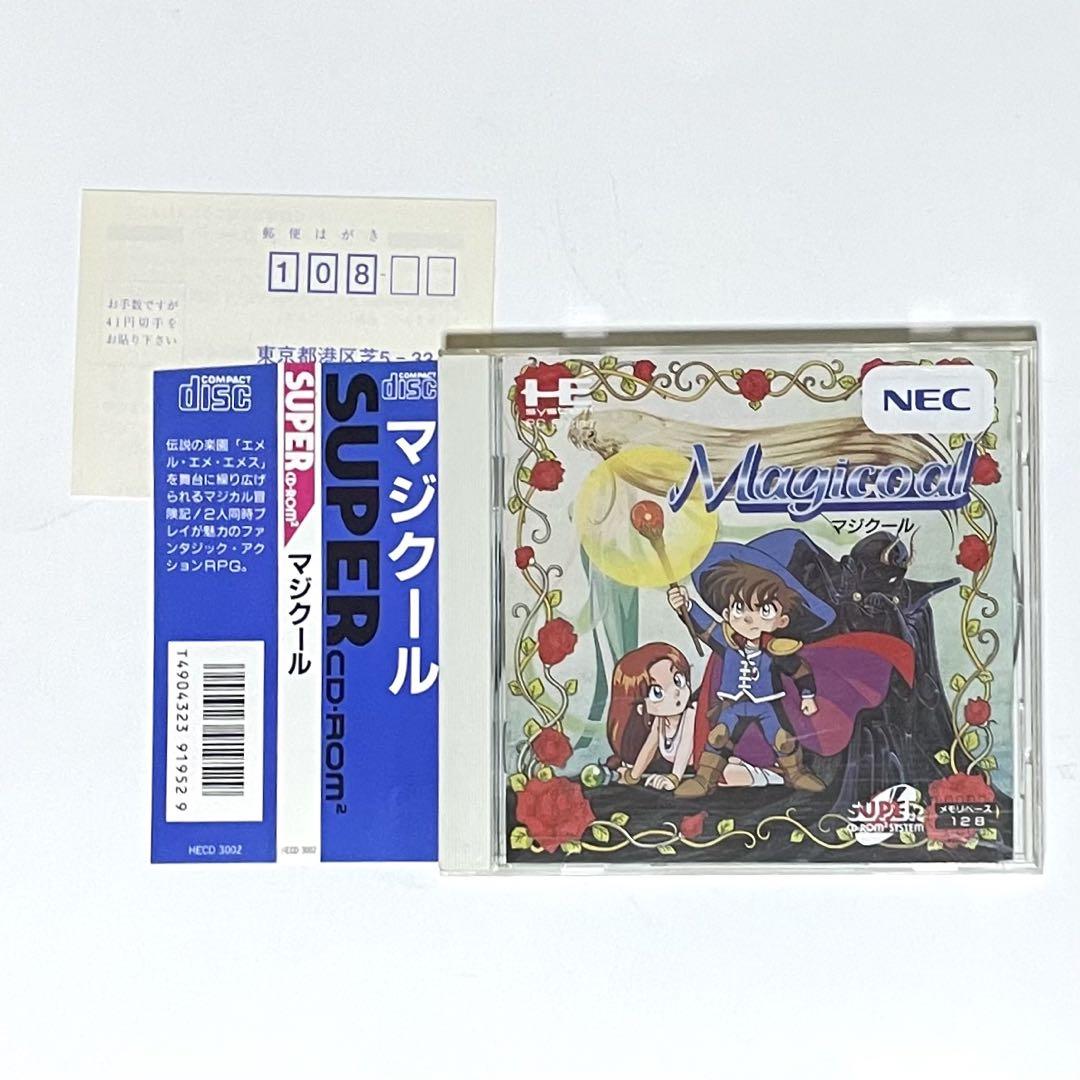 郵便はがき
108-
お手数ですが
41円切手を
お貼り下さい
東京都港区芝5-33
COMPACT
disc
伝説の楽園「エメ
ル・エメ・エメス」
を舞台に繰り広げ
られるマジカル冒
険記!2人同時プ
レイが魅力のファ
ンタジック・アク
ションRPG。
T4904323 919529
HECD 3002
SUPER CD-ROM²
マジクール
HECD 3002
SUPER CD-ROM²
COMPACT
disc
マジクール
HE
SYSTEM
NEC
Magicoal
マジクール
SUPER
CD-ROM² SYSTEM
メモリベース
128